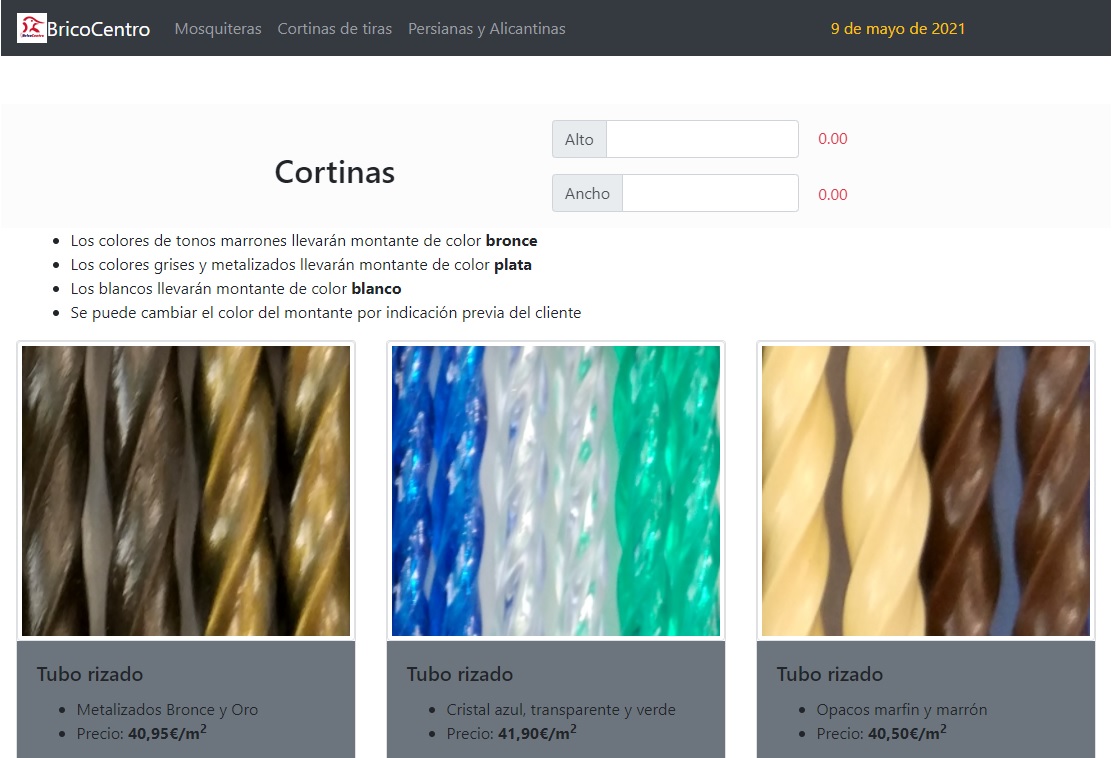 BricoCentro Mosquiteras Cortinas de tiras Persianas y Alicantinas 9 de mayo de 2021
Cortinas
Alto 0.00
Ancho 0.00
Los colores de tonos marrones llevarán montante de color bronce
Los colores grises y metalizados llevarán montante de color plata
Los blancos llevarán montante de color blanco
Se puede cambiar el color del montante por indicación previa del cliente
Tubo rizado
Metalizados Bronce y Oro
Precio: 40,95€/m²
Tubo rizado
Cristal azul, transparente y verde
Precio: 41,90€/m²
Tubo rizado
Opacos marfin y marrón
Precio: 40,50€/m²